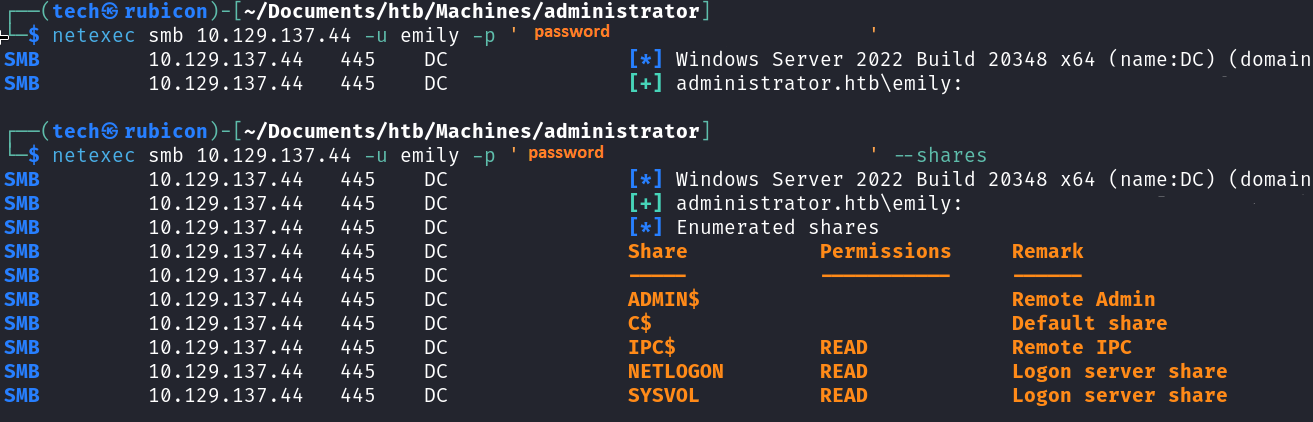 ┌──(tech㉿rubicon)-[~/Documents/htb/Machines/administrator]
└─$ netexec smb 10.129.137.44 -u emily -p ' password '
SMB 10.129.137.44 445 DC [*] Windows Server 2022 Build 20348 x64 (name:DC) (domain
SMB 10.129.137.44 445 DC [+] administrator.htb\emily:
┌──(tech㉿rubicon)-[~/Documents/htb/Machines/administrator]
└─$ netexec smb 10.129.137.44 -u emily -p ' password ' --shares
SMB 10.129.137.44 445 DC [*] Windows Server 2022 Build 20348 x64 (name:DC) (domain
SMB 10.129.137.44 445 DC [+] administrator.htb\emily:
SMB 10.129.137.44 445 DC [*] Enumerated shares
SMB 10.129.137.44 445 DC Share Permissions Remark
SMB 10.129.137.44 445 DC ----- ----------- ------
SMB 10.129.137.44 445 DC ADMIN$ Remote Admin
SMB 10.129.137.44 445 DC C$ Default share
SMB 10.129.137.44 445 DC IPC$ READ Remote IPC
SMB 10.129.137.44 445 DC NETLOGON READ Logon server share
SMB 10.129.137.44 445 DC SYSVOL READ Logon server share